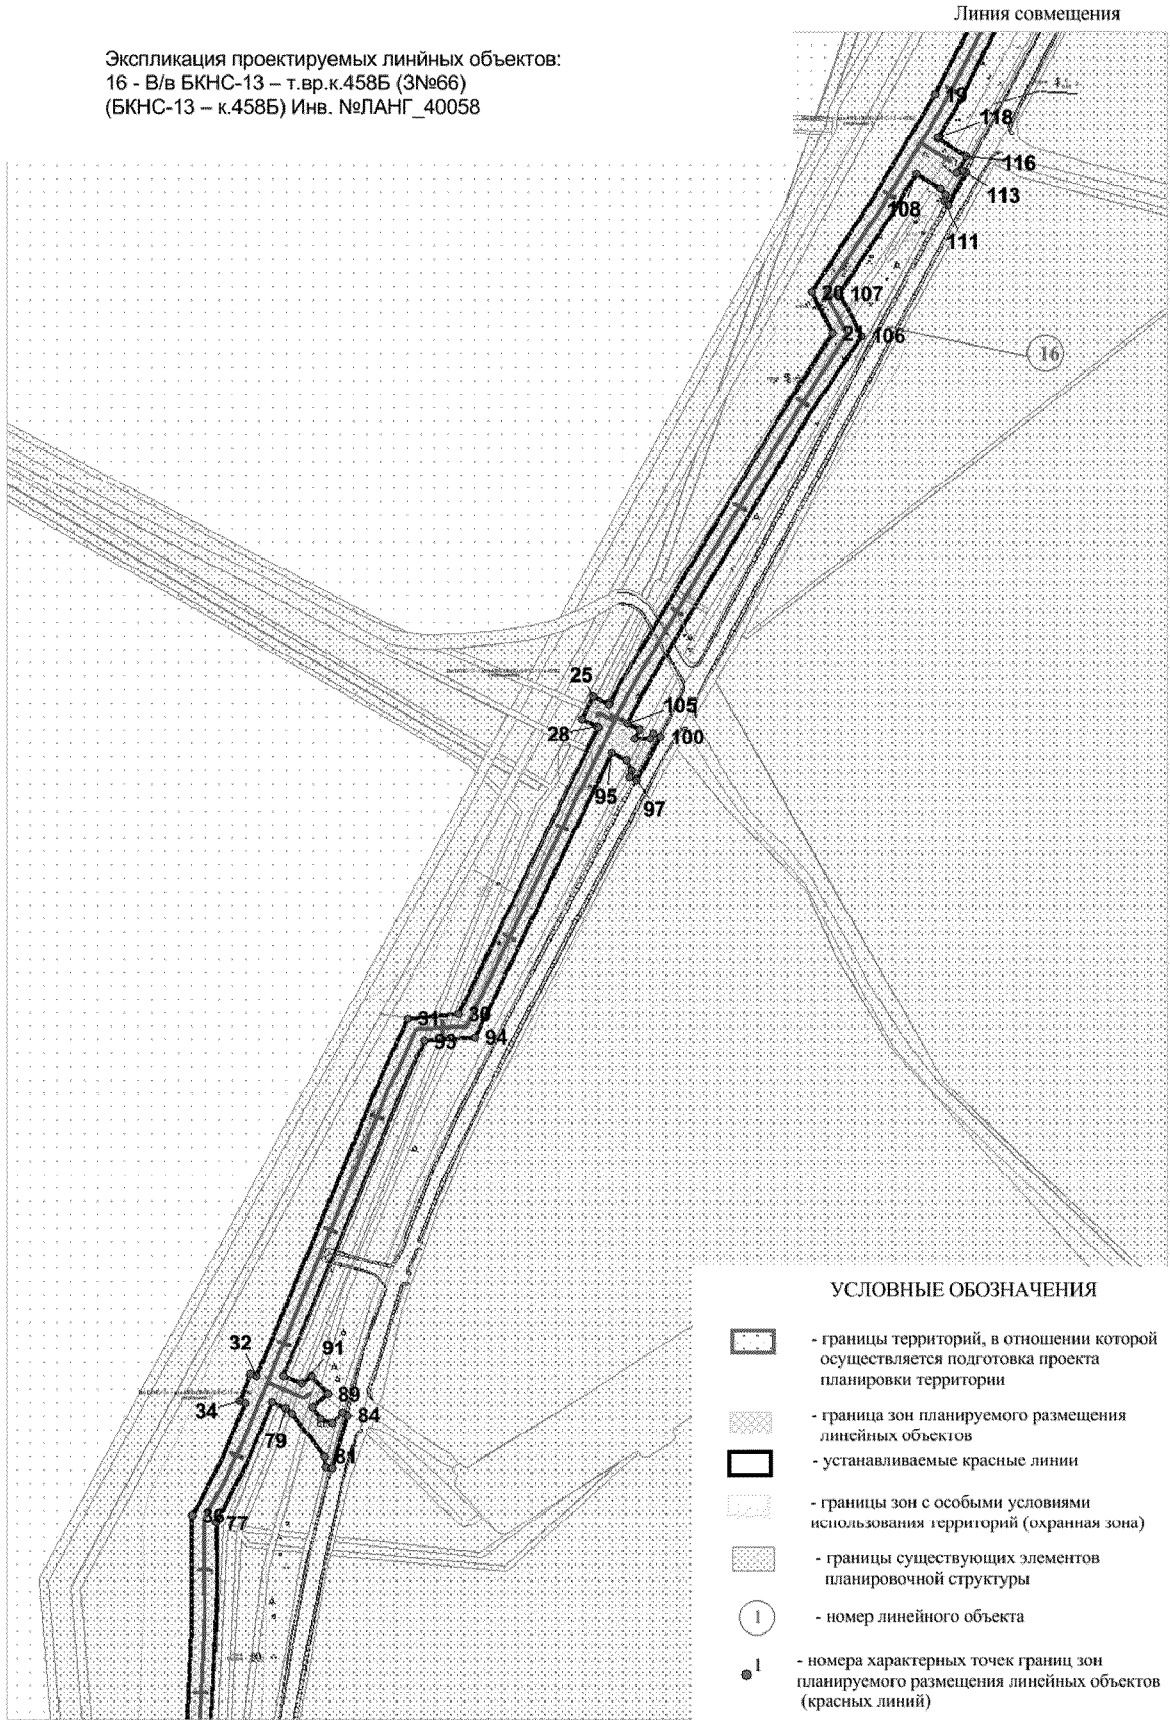 Линия совмещения
Экспликация проектируемых линйных объектов:
16 - В/в БКНС-13 – т.вр.к.458Б (ЗNº66)
(БКНС-13 – к.458Б) Инв. №ЛАНГ_40058
19
118
116
113
108
111
20
107
21
106
16
25
105
28
100
95
97
31
30
93
94
32
91
34
89
84
79
81
36
77
УСЛОВНЫЕ ОБОЗНАЧЕНИЯ
- границы территорий, в отношении которой
осуществляется подготовка проекта
планировки территории
- граница зон планируемого размещения
линейных объектов
- устанавливаемые красные линии
- границы зон с особыми условиями
использования территорий (охранная зона)
- границы существующих элементов
планировочной структуры
1 - номер линейного объекта
1 - номера характерных точек границ зон
планируемого размещения линейных объектов
(красных линий)